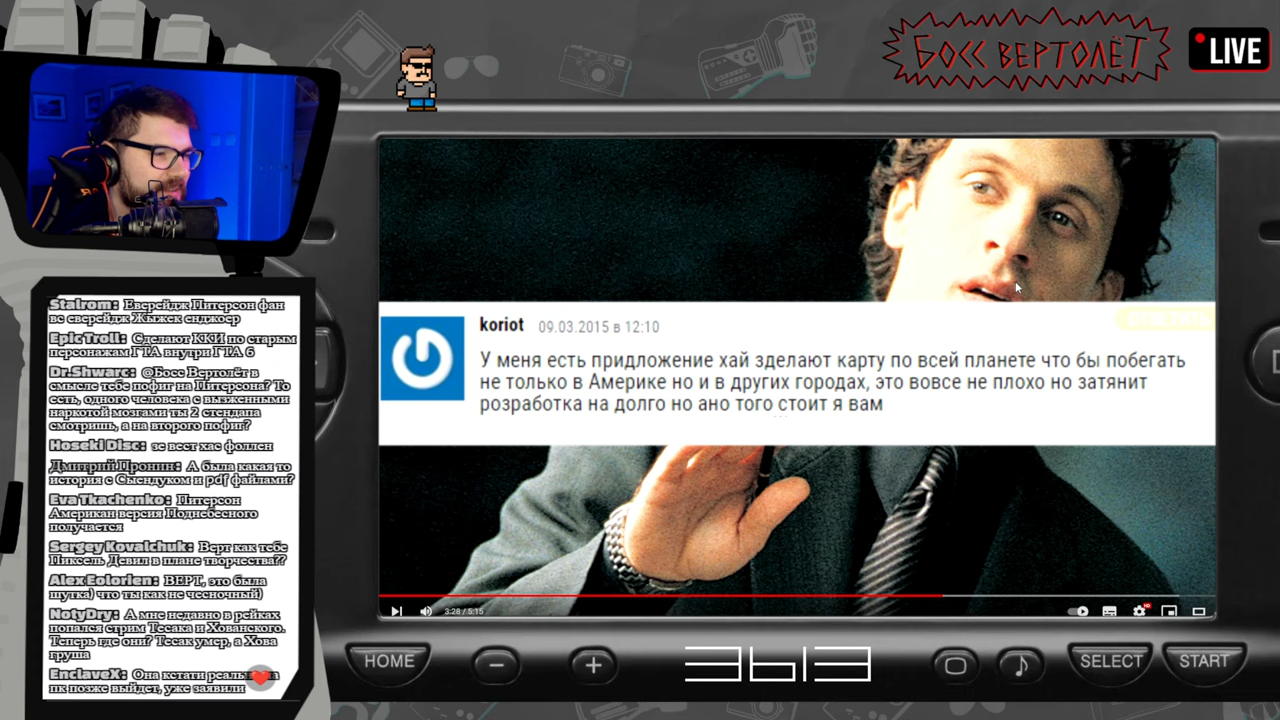 БОСС ВЕРТОЛЁТ
LIVE
Stalrom: Еверейдж Питерсон фан
вс еверейдж Жыжек енджоер
EpicTroll: Сделают ККИ по старым
персонажам ГТА внутри ГТА 6
Dr.Shwarc: @Босс Вертолёт в
смысле тебе пофиг на Питерсона? То
есть, одного человека с выженными
наркотой мозгами ты 2 стендапа
смотришь, а на второго пофиг?
Hoseki Disc: зе вест хас фоллен
Дмитрий Пронин: А была какая то
история с Сыендуком и pdf файлами?
Eva Tkachenko: Питерсон
Американ версия Поднебесного
получается
Sergey Kovalchuk: Верт как тебе
Пиксель Девил в плане творчества??
Alex Eolorien: ВЕРТ, это была
шутка) что ты как не чесночный)
NotyDry: А мне недавно в рейках
попался стрим Тесака и Хованского.
Теперь где они? Тесак умер, а Хова
груша
EnclaveX: Она кстати на
пк позже выйдет, уже заявили
koriot 09.03.2015 в 12:10
У меня есть придложение хай зделают карту по всей планете что бы побегать
не только в Америке но и в других городах, это вовсе не плохо но затянит
розработка на долго но ано того стоит я вам
3:28 / 5:15
HD
HOME
3613
SELECT
START